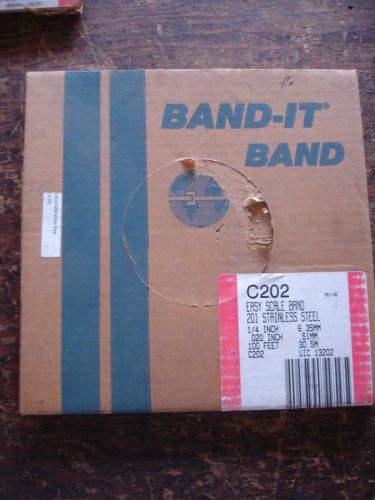 BAND-IT®
BAND
C202
EASY SCALE BAND
201 STAINLESS STEEL
1/4 INCH 6.35MM
.020 INCH .51MM
100 FEET 30.5M
C202 UIC 13202